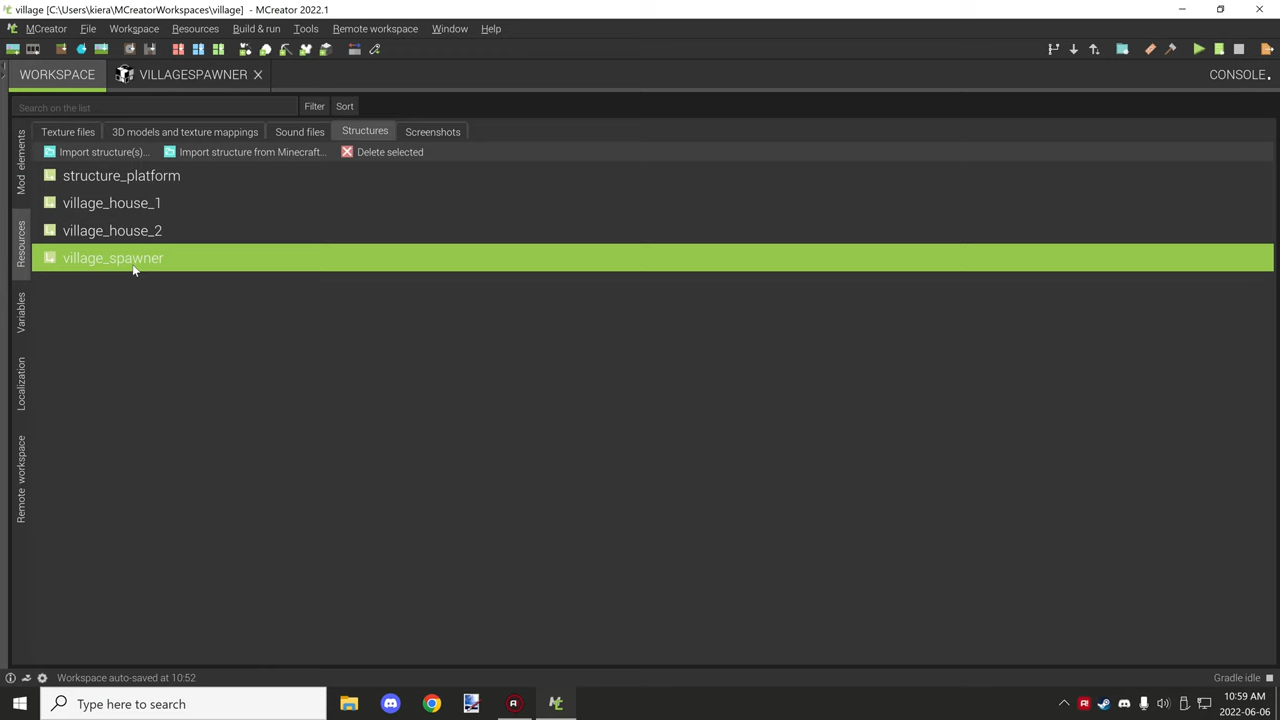 village [C:\Users\kiera\MCreatorWorkspaces\village] - MCreator 2022.1
MCreator File Workspace Resources Build & run Tools Remote workspace Window Help
WORKSPACE VILLAGESPAWNER CONSOLE
Search on the list Filter Sort
Texture files 3D models and texture mappings Sound files Structures Screenshots
Import structure(s)... Import structure from Minecraft... Delete selected
structure_platform
village_house_1
village_house_2
village_spawner
Mod elements
Resources
Variables
Localization
Remote workspace
Workspace auto-saved at 10:52 Gradle idle
Type here to search
10:59 AM
2022-06-06